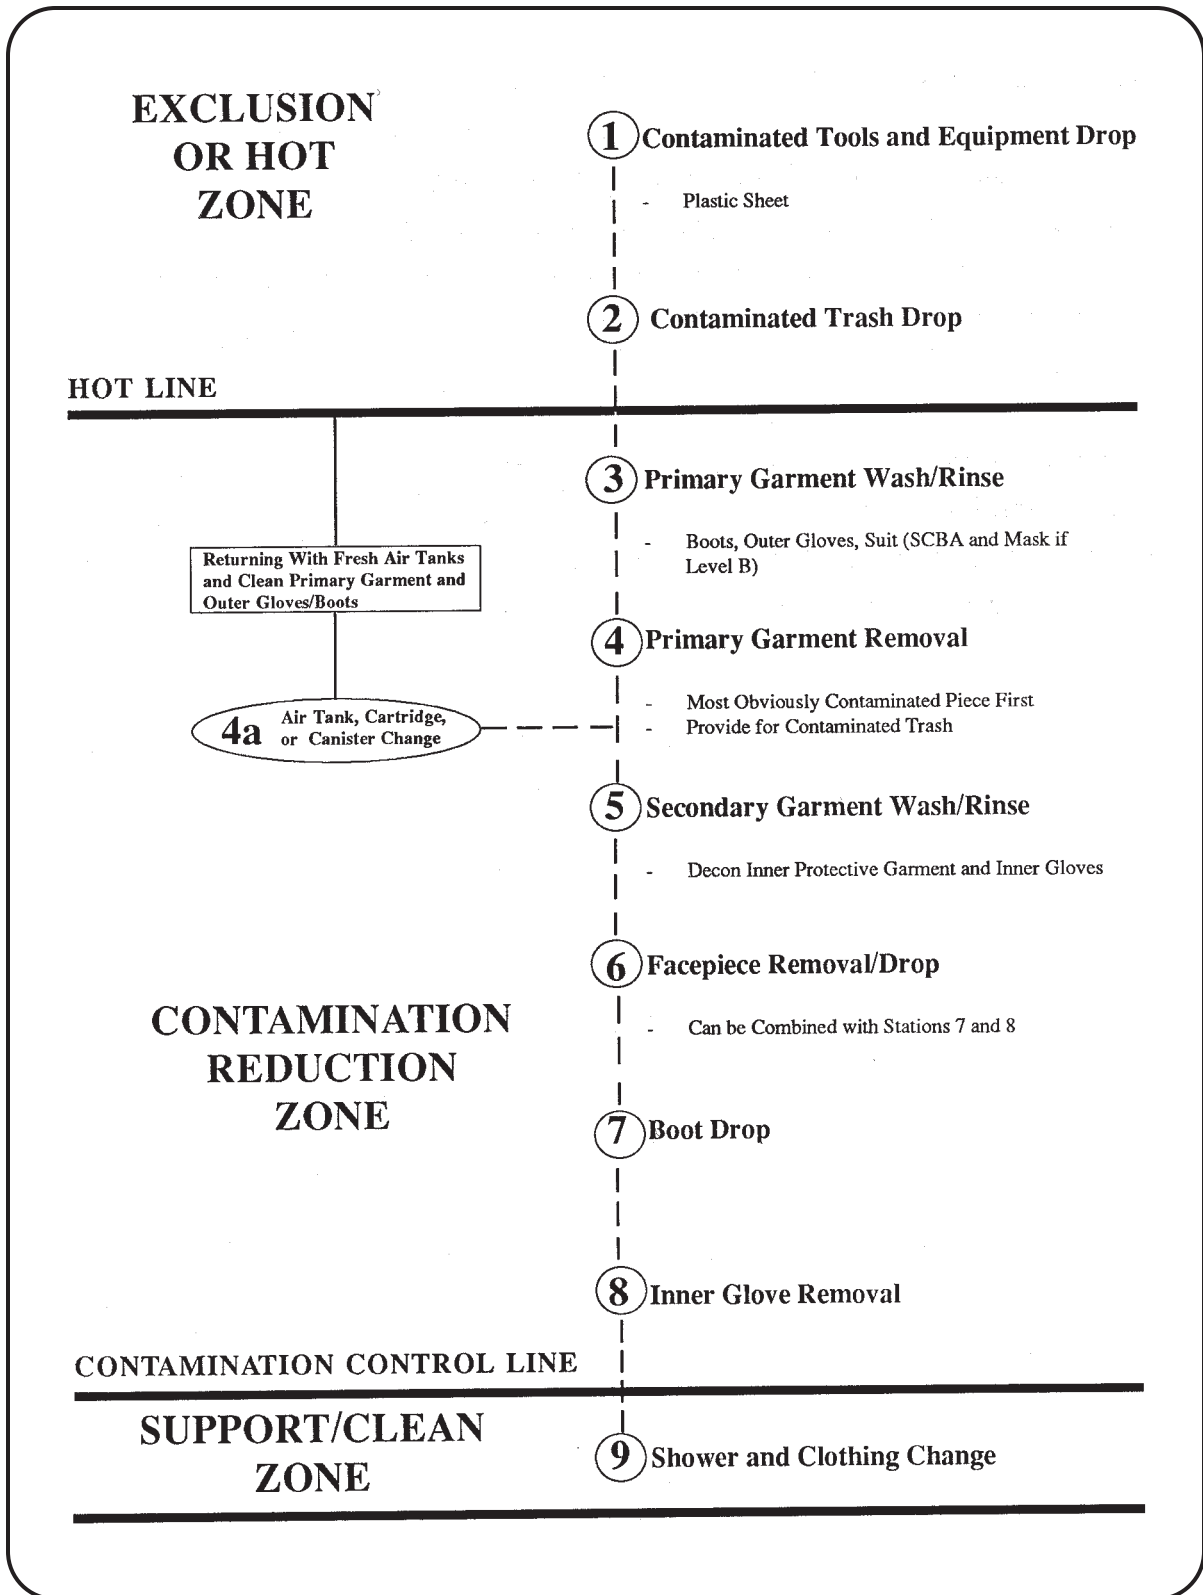 EXCLUSION
OR HOT
ZONE
1 Contaminated Tools and Equipment Drop
- Plastic Sheet
2 Contaminated Trash Drop
HOT LINE
3 Primary Garment Wash/Rinse
- Boots, Outer Gloves, Suit (SCBA and Mask if
Level B)
Returning With Fresh Air Tanks
and Clean Primary Garment and
Outer Gloves/Boots
4 Primary Garment Removal
- Most Obviously Contaminated Piece First
- Provide for Contaminated Trash
4a Air Tank, Cartridge,
or Canister Change
5 Secondary Garment Wash/Rinse
- Decon Inner Protective Garment and Inner Gloves
6 Facepiece Removal/Drop
- Can be Combined with Stations 7 and 8
CONTAMINATION
REDUCTION
ZONE
7 Boot Drop
8 Inner Glove Removal
CONTAMINATION CONTROL LINE
SUPPORT/CLEAN
ZONE
9 Shower and Clothing Change